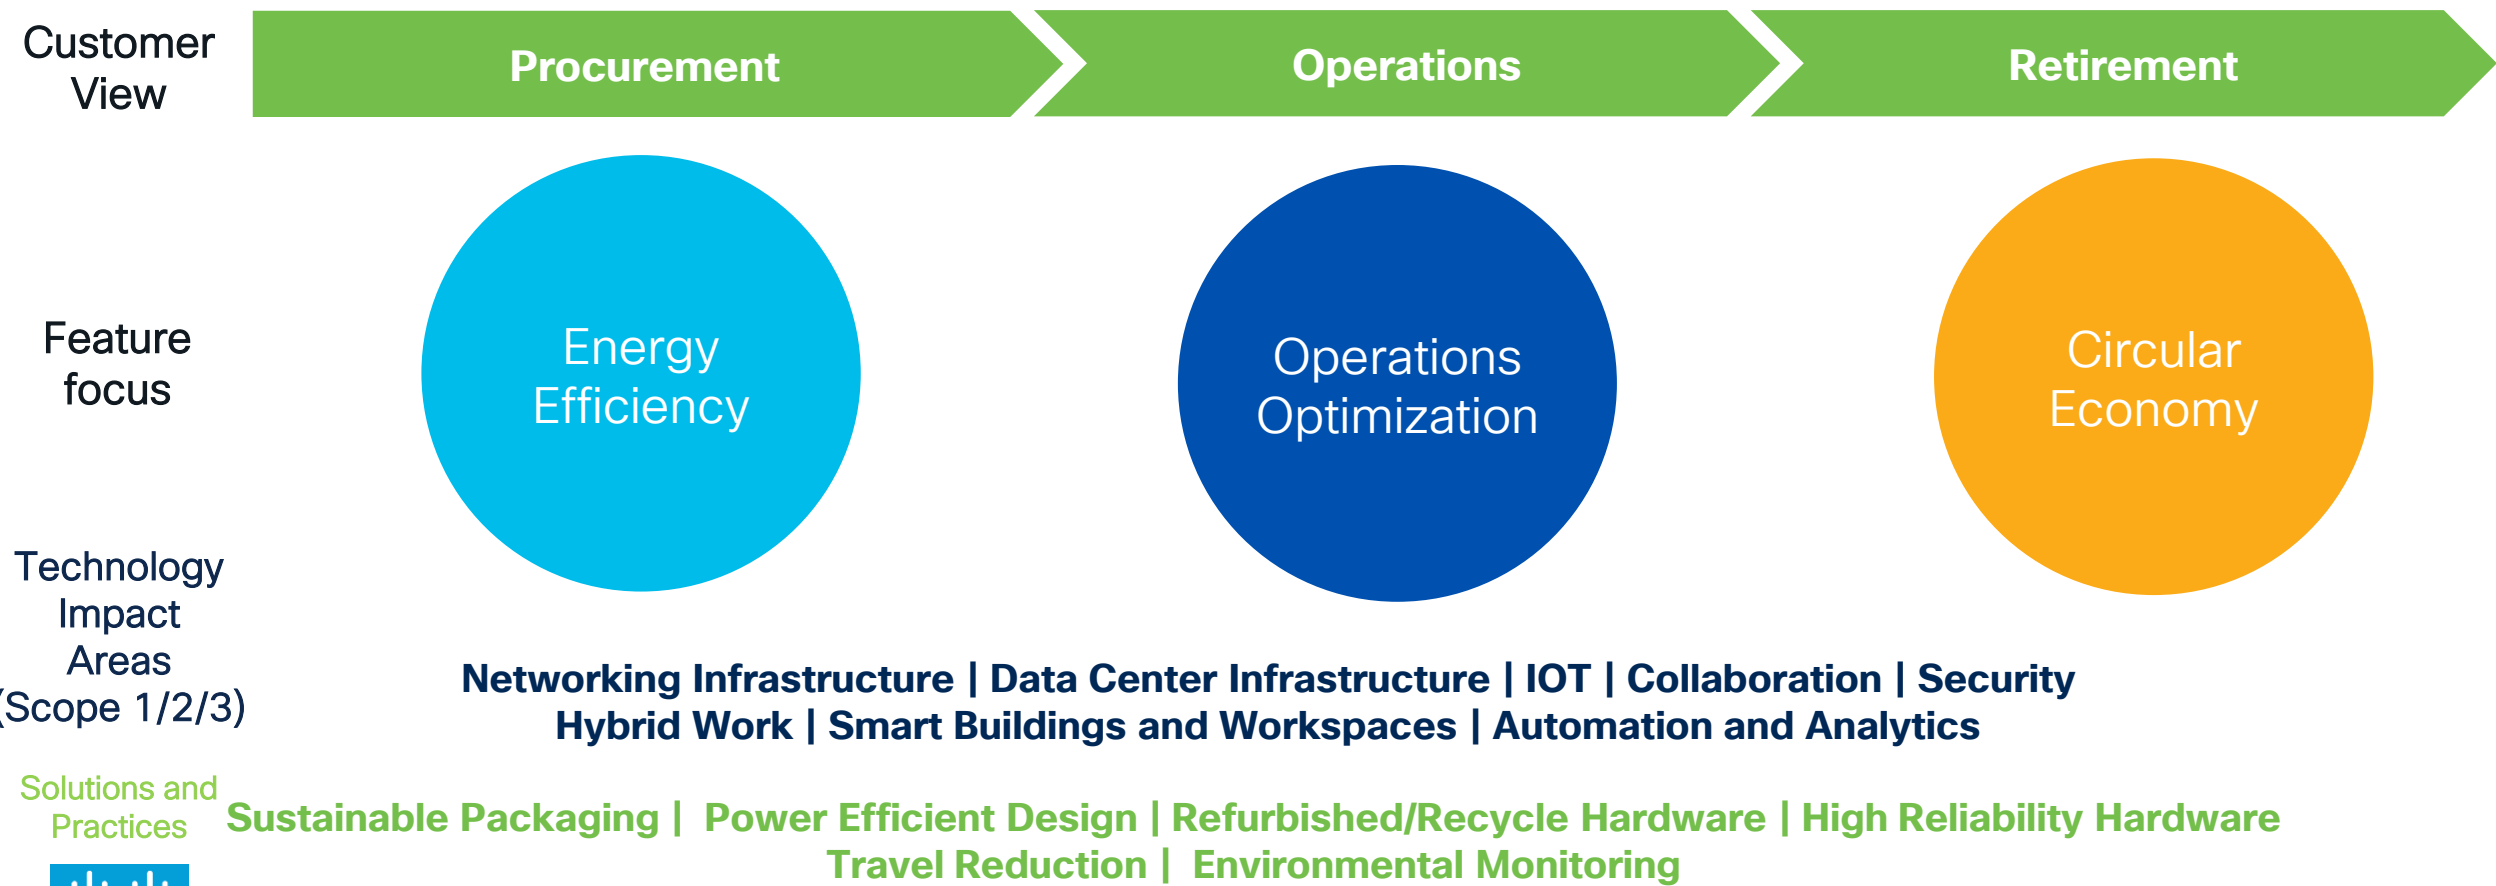 Customer
View
Procurement
Operations
Retirement
Feature
focus
Energy
Efficiency
Operations
Optimization
Circular
Economy
Technology
Impact
Areas
(Scope 1/2/3)
Networking Infrastructure | Data Center Infrastructure | IOT | Collaboration | Security
Hybrid Work | Smart Buildings and Workspaces | Automation and Analytics
Solutions and
Practices
Sustainable Packaging | Power Efficient Design | Refurbished/Recycle Hardware | High Reliability Hardware
Travel Reduction | Environmental Monitoring